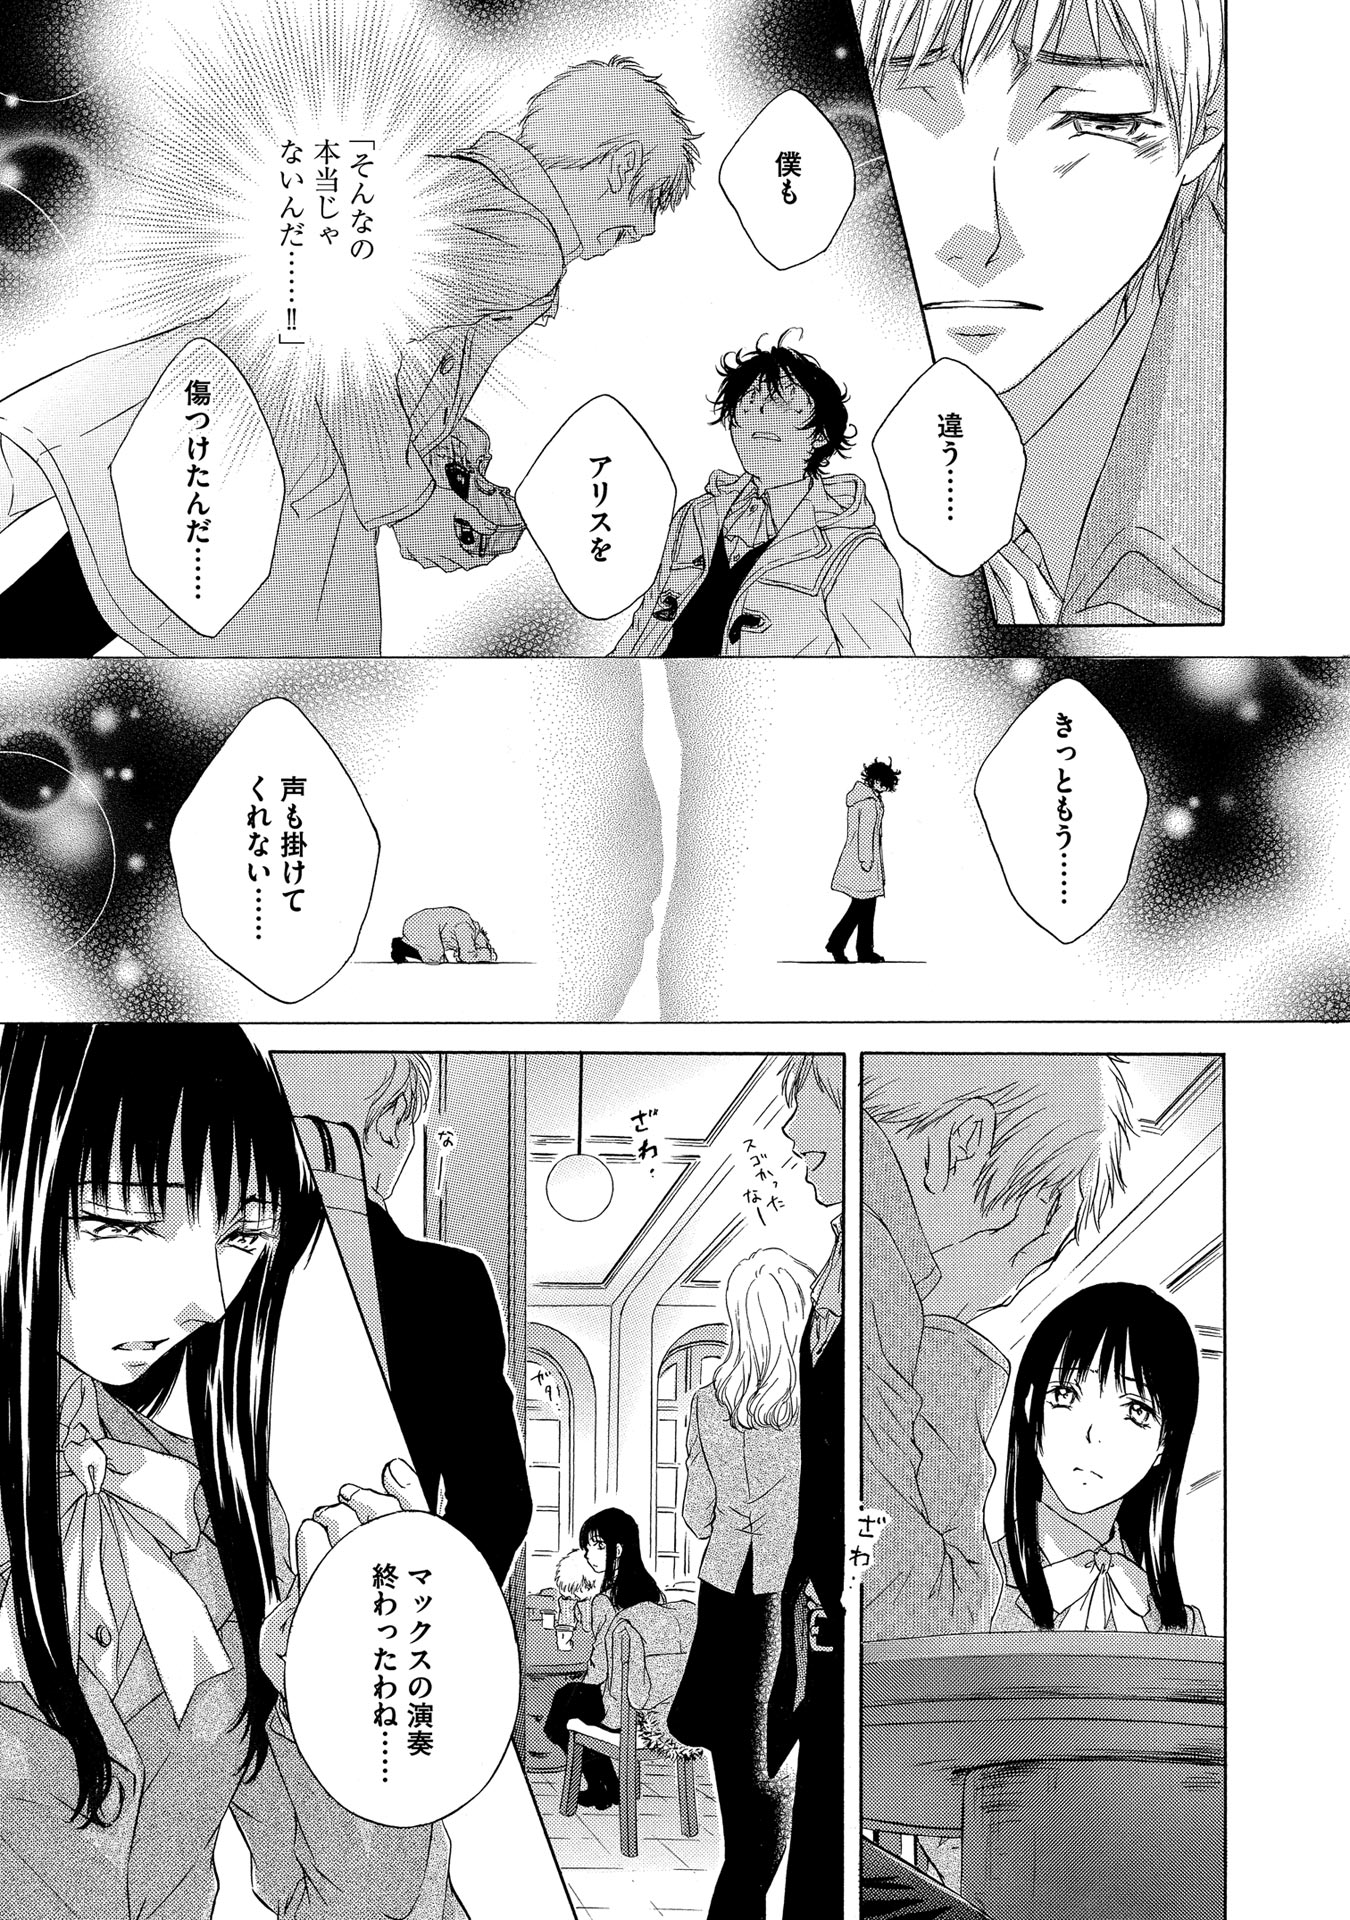 違う……
僕も
アリスを
「そんなの
本当じゃ
ないんだ……!!」
傷つけたんだ……
きっともう……
声も掛けて
くれない……
ざわ・
スゴかった
なー
ざわ・
なー
ガタ・
マックスの演奏
終わったわね……